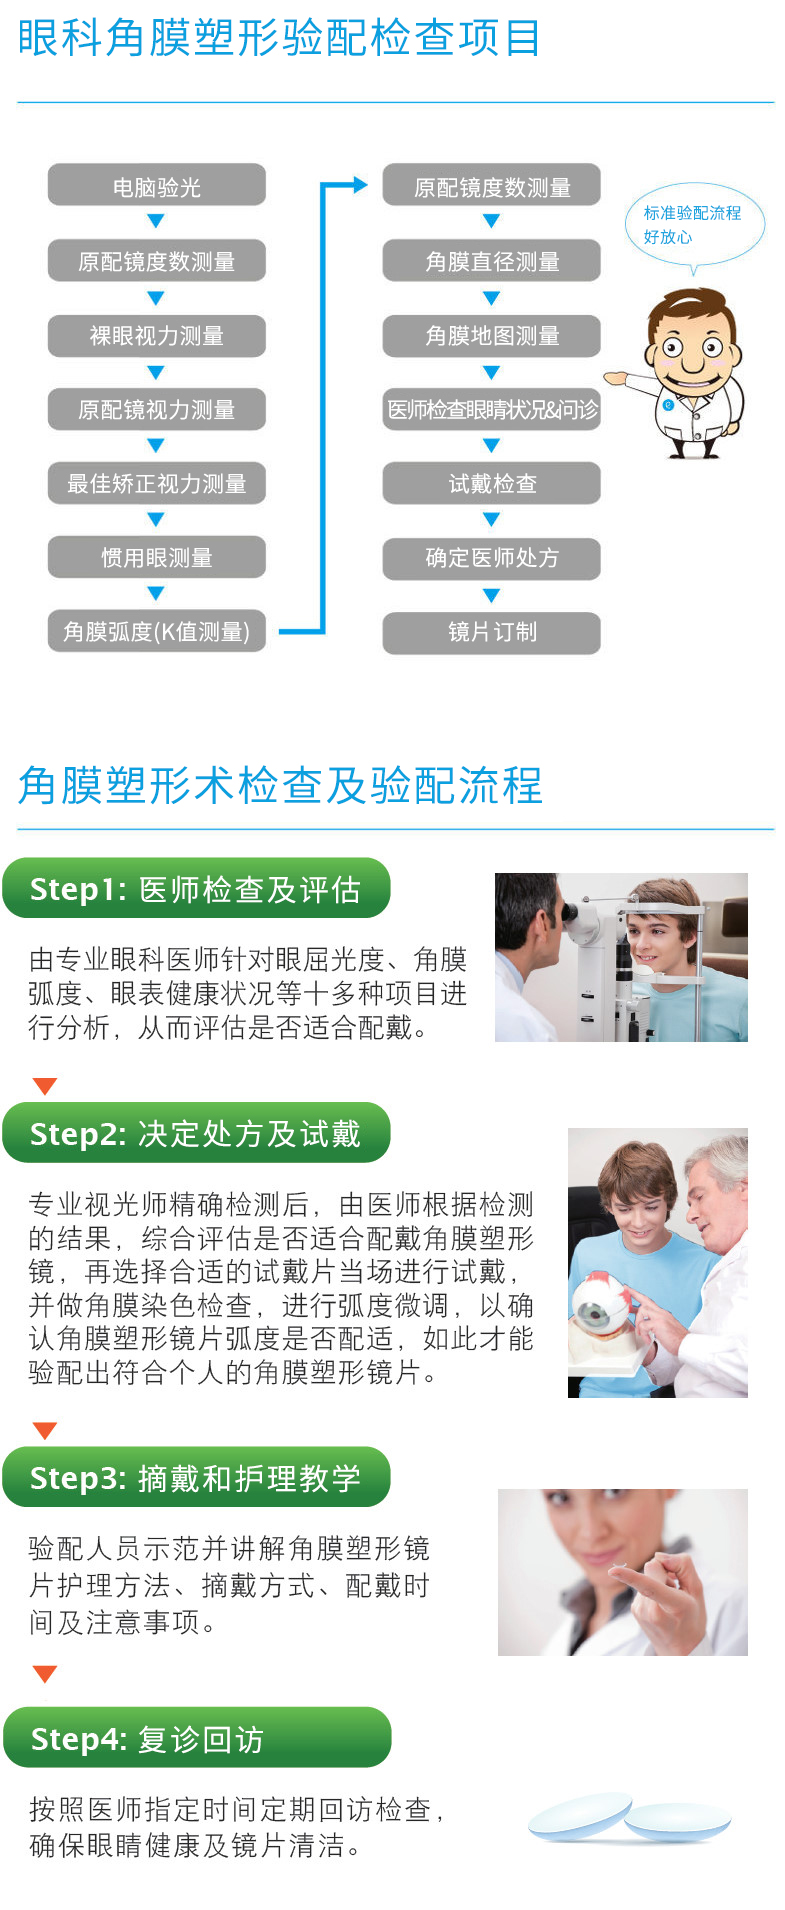 眼科角膜塑形验配检查项目
电脑验光
原配镜度数测量
裸眼视力测量
原配镜视力测量
最佳矫正视力测量
惯用眼测量
角膜弧度(K值测量)
原配镜度数测量
角膜直径测量
角膜地图测量
医师检查眼睛状况&问诊
试戴检查
确定医师处方
镜片订制
标准验配流程
好放心
角膜塑形术检查及验配流程
Step1: 医师检查及评估
由专业眼科医师针对眼屈光度、角膜
弧度、眼表健康状况等十多种项目进
行分析，从而评估是否适合配戴。
Step2: 决定处方及试戴
专业视光师精确检测后，由医师根据检测
的结果，综合评估是否适合配戴角膜塑形
镜，再选择合适的试戴片当场进行试戴，
并做角膜染色检查，进行弧度微调，以确
认角膜塑形镜片弧度是否配适，如此才能
验配出符合个人的角膜塑形镜片。
Step3: 摘戴和护理教学
验配人员示范并讲解角膜塑形镜
片护理方法、摘戴方式、配戴时
间及注意事项。
Step4: 复诊回访
按照医师指定时间定期回访检查，
确保眼睛健康及镜片清洁。